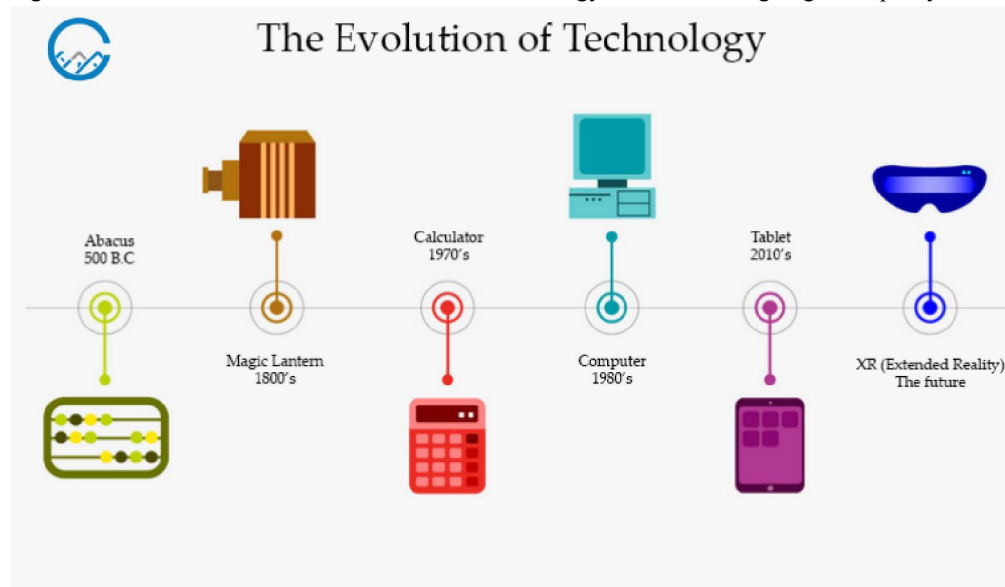 The Evolution of Technology
Abacus
500 B.C
Magic Lantern
1800's
Calculator
1970's
Computer
1980's
Tablet
2010's
XR (Extended Reality)
The future